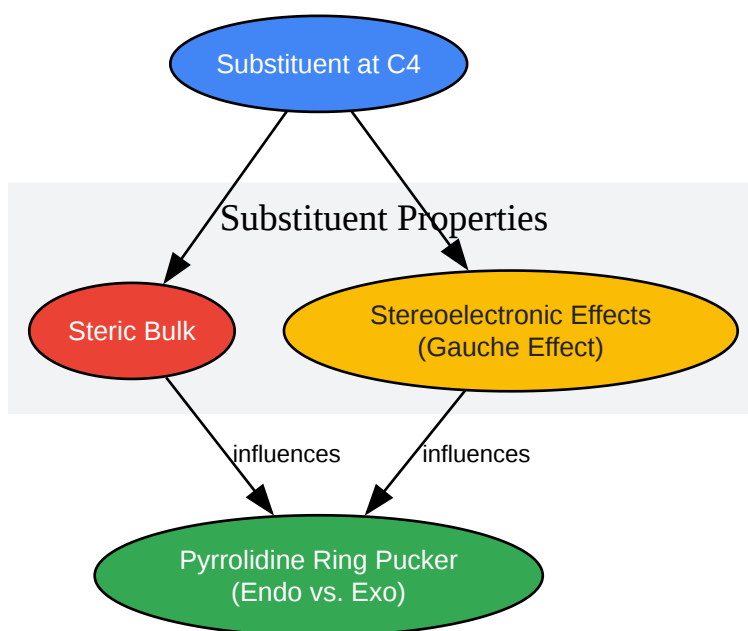 Substituent at C4
Substituent Properties
Steric Bulk
Stereoelectronic Effects
(Gauche Effect)
influences
influences
Pyrrolidine Ring Pucker
(Endo vs. Exo)